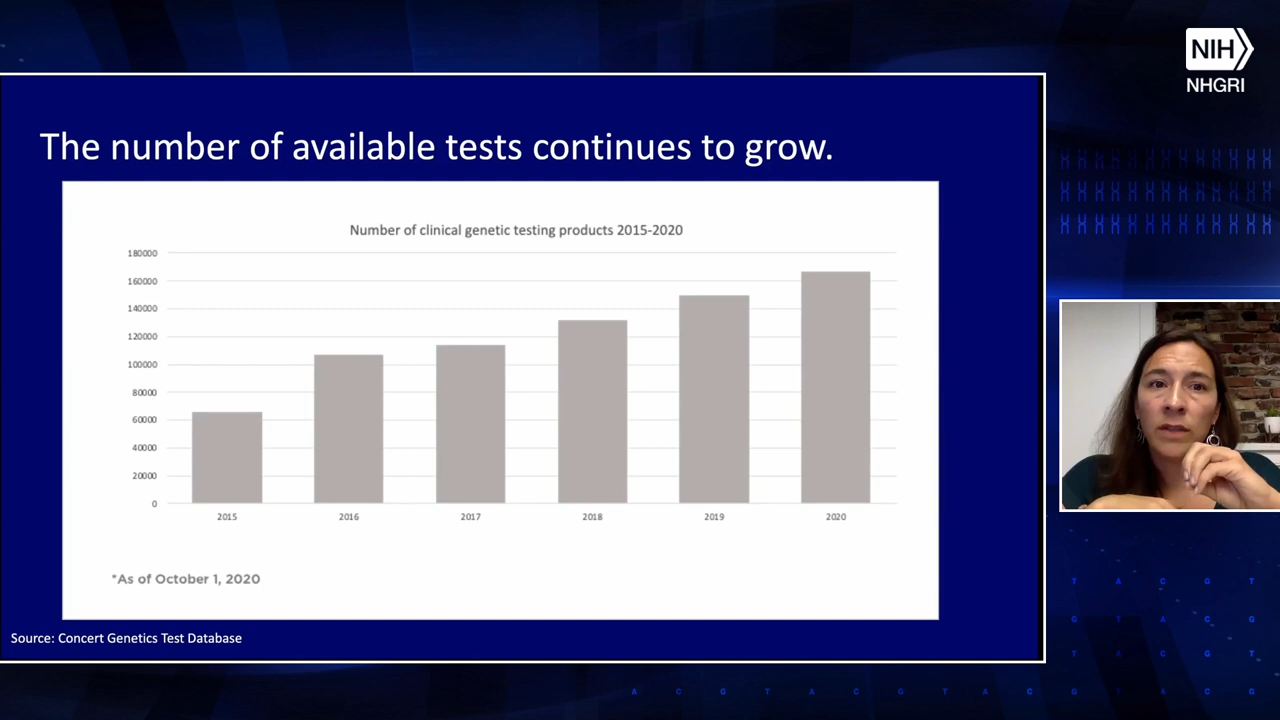 NIH
NHGRI
The number of available tests continues to grow.
Number of clinical genetic testing products 2015-2020
180000
160000
140000
120000
100000
80000
60000
40000
20000
0
2015
2016
2017
2018
2019
2020
*As of October 1, 2020
Source: Concert Genetics Test Database
T A C G T
G T A C G
T A C G T
A C G T A C G T A C G T A C G